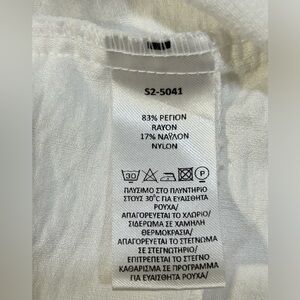 S2-5041
83% ΡΕΓΙΟΝ
RAYON
17% ΝΑΫΛΟΝ
NYLON
30 P
ΠΛΥΣΙΜΟ ΣΤΟ ΠΛΥΝΤΗΡΙΟ
ΣΤΟΥΣ 30°C ΓΙΑ ΕΥΑΙΣΘΗΤΑ
ΡΟΥΧΑ/
ΑΠΑΓΟΡΕΥΕΤΑΙ ΤΟ ΧΛΩΡΙΟ/
ΣΙΔΕΡΩΜΑ ΣΕ ΧΑΜΗΛΗ
ΘΕΡΜΟΚΡΑΣΙΑ/
ΑΠΑΓΟΡΕΥΕΤΑΙ ΤΟ ΣΤΕΓΝΩΜΑ
ΣΕ ΣΤΕΓΝΩΤΗΡΙΟ/
ΕΠΙΤΡΕΠΕΤΑΙ ΤΟ ΣΤΕΓΝΟ
ΚΑΘΑΡΙΣΜΑ ΣΕ ΠΡΟΓΡΑΜΜΑ
ΓΙΑ ΕΥΑΙΣΘΗΤΑ ΡΟΥΧΑ/